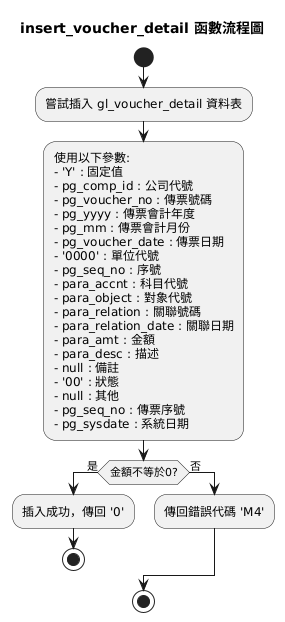 insert_voucher_detail 函數流程圖
嘗試插入 gl_voucher_detail 資料表
使用以下參數:
- 'Y' : 固定值
- pg_comp_id : 公司代號
- pg_voucher_no : 傳票號碼
- pg_yyyy : 傳票會計年度
- pg_mm : 傳票會計月份
- pg_voucher_date : 傳票日期
- '0000' : 單位代號
- pg_seq_no : 序號
- para_accnt : 科目代號
- para_object : 對象代號
- para_relation : 關聯號碼
- para_relation_date : 關聯日期
- para_amt : 金額
- para_desc : 描述
- null : 備註
- '00' : 狀態
- null : 其他
- pg_seq_no : 傳票序號
- pg_sysdate : 系統日期
是
金額不等於0?
否
插入成功，傳回 '0'
傳回錯誤代碼 'M4'